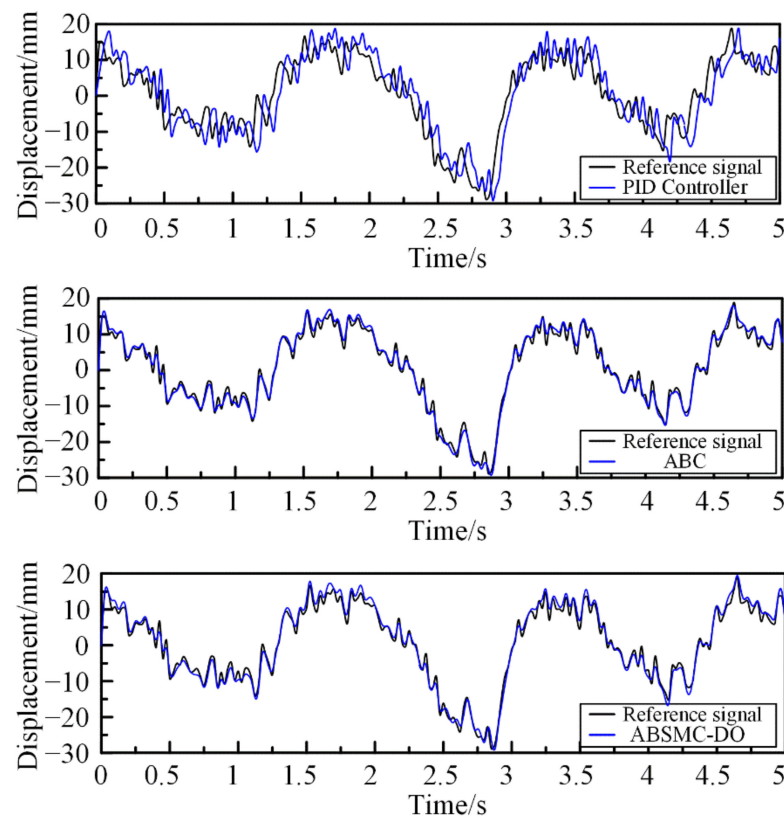 Displacement/mm
20
10
0
−10
−20
−30
Reference signal
PID Controller
0 0.5 1 1.5 2 2.5 3 3.5 4 4.5 5
Time/s
Displacement/mm
20
10
0
−10
−20
−30
Reference signal
ABC
0 0.5 1 1.5 2 2.5 3 3.5 4 4.5 5
Time/s
Displacement/mm
20
10
0
−10
−20
−30
Reference signal
ABSMC-DO
0 0.5 1 1.5 2 2.5 3 3.5 4 4.5 5
Time/s